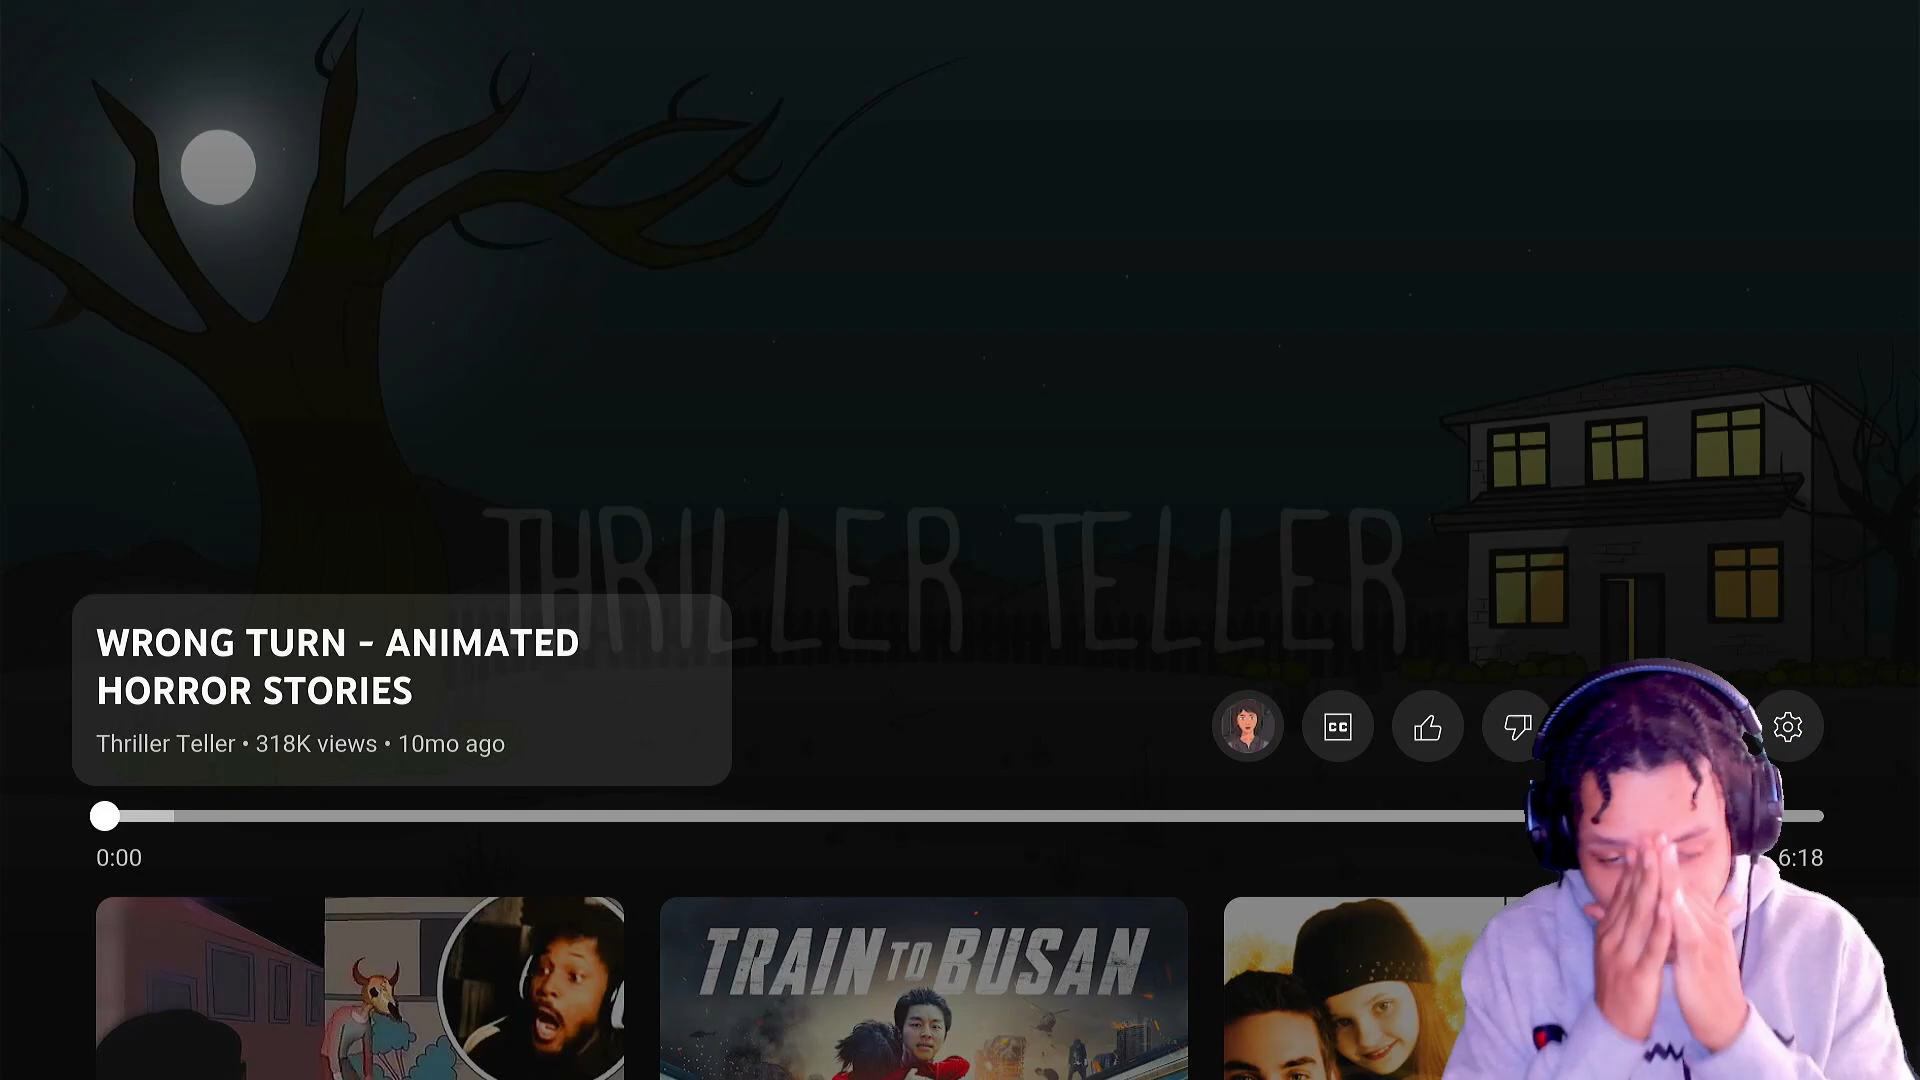 THRILLER TELLER
WRONG TURN - ANIMATED
HORROR STORIES
Thriller Teller • 318K views • 10mo ago
CC
0:00
6:18
TRAIN TO BUSAN